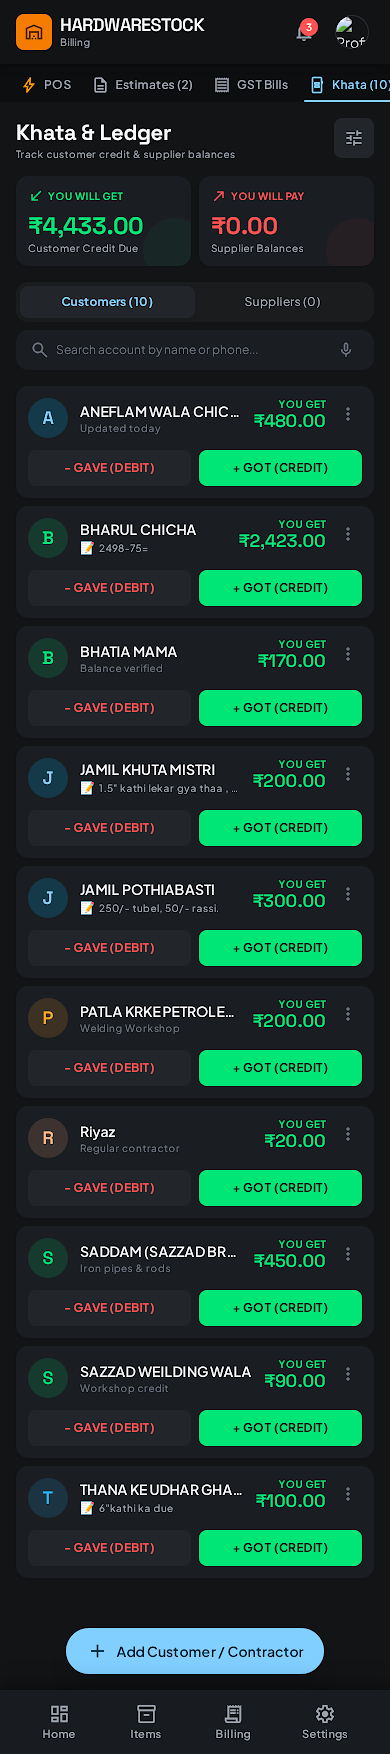 HARDWARESTOCK
Billing
3
Prof
POS
Estimates (2)
GST Bills
Khata (10)
Khata & Ledger
Track customer credit & supplier balances
YOU WILL GET
₹4,433.00
Customer Credit Due
YOU WILL PAY
₹0.00
Supplier Balances
Customers (10)
Suppliers (0)
Search account by name or phone...
A
ANEFLAM WALA CHIC...
Updated today
YOU GET
₹480.00
- GAVE (DEBIT)
+ GOT (CREDIT)
B
BHARUL CHICHA
📝 2498-75=
YOU GET
₹2,423.00
- GAVE (DEBIT)
+ GOT (CREDIT)
B
BHATIA MAMA
Balance verified
YOU GET
₹170.00
- GAVE (DEBIT)
+ GOT (CREDIT)
J
JAMIL KHUTA MISTRI
📝 1.5" kathi lekar gya thaa , ...
YOU GET
₹200.00
- GAVE (DEBIT)
+ GOT (CREDIT)
J
JAMIL POTHIABASTI
📝 250/- tubel, 50/- rassi.
YOU GET
₹300.00
- GAVE (DEBIT)
+ GOT (CREDIT)
P
PATLA KRKE PETROLE...
Welding Workshop
YOU GET
₹200.00
- GAVE (DEBIT)
+ GOT (CREDIT)
R
Riyaz
Regular contractor
YOU GET
₹20.00
- GAVE (DEBIT)
+ GOT (CREDIT)
S
SADDAM (SAZZAD BR...
Iron pipes & rods
YOU GET
₹450.00
- GAVE (DEBIT)
+ GOT (CREDIT)
S
SAZZAD WEILDING WALA
Workshop credit
YOU GET
₹90.00
- GAVE (DEBIT)
+ GOT (CREDIT)
T
THANA KE UDHAR GHA...
📝 6"kathi ka due
YOU GET
₹100.00
- GAVE (DEBIT)
+ GOT (CREDIT)
+ Add Customer / Contractor
Home
Items
Billing
Settings